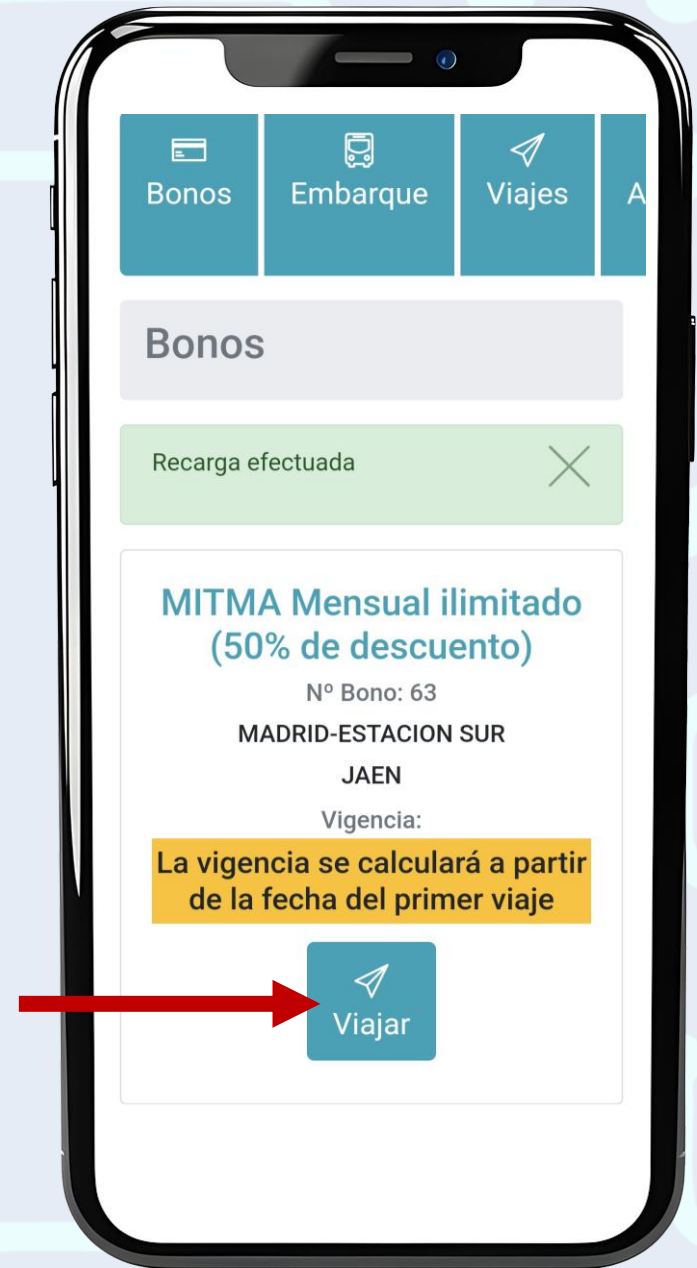 Bonos
Embarque
Viajes
A
Bonos
Recarga efectuada
MITMA Mensual ilimitado
(50% de descuento)
Nº Bono: 63
MADRID-ESTACION SUR
JAEN
Vigencia:
La vigencia se calculará a partir
de la fecha del primer viaje
Viajar